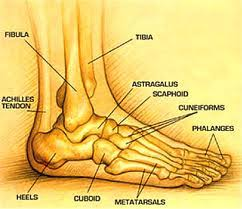 FIBULA
TIBIA
ASTRAGALUS
SCAPHOID
ACHILLES
TENDON
CUNEIFORMS
PHALANGES
HEELS
CUBOID
METATARSALS